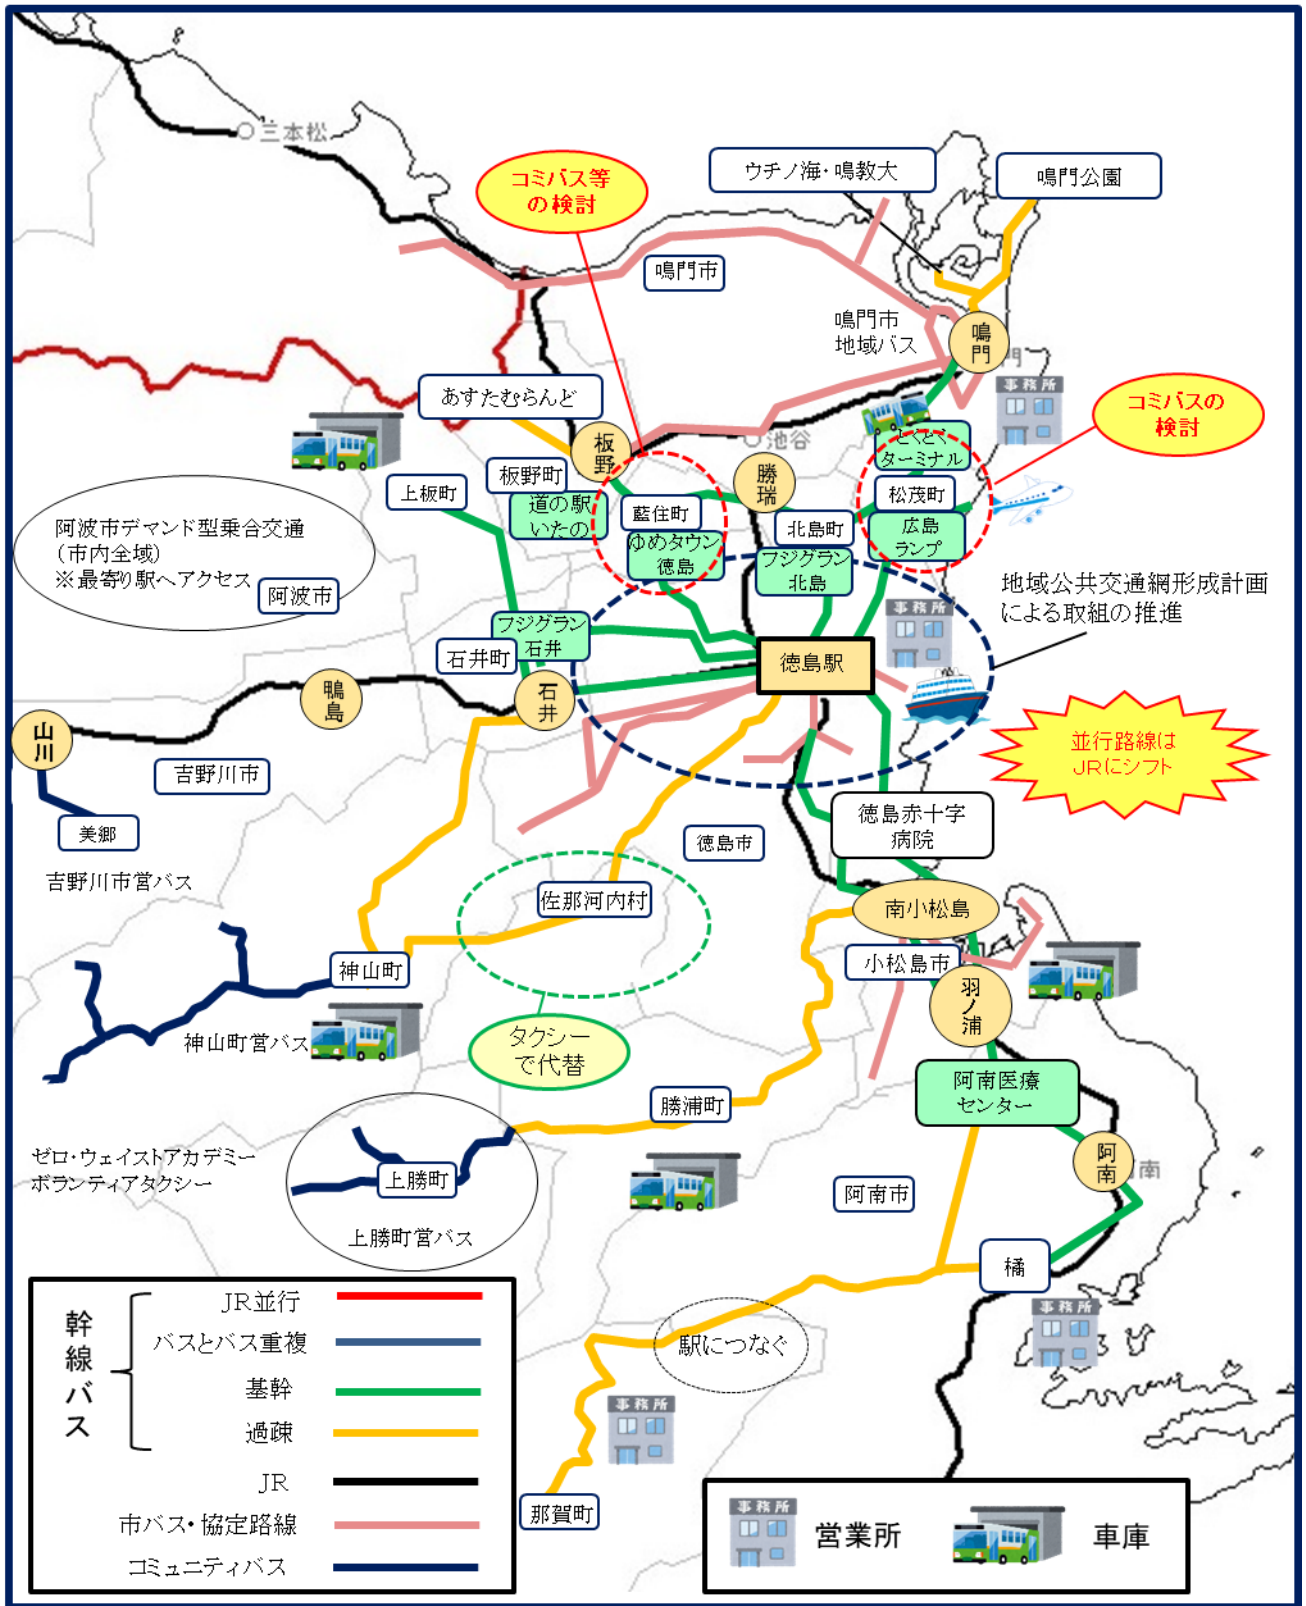 三本松
コミバス等
の検討
ウチノ海・鳴教大
鳴門公園
鳴門市
鳴門市
地域バス
鳴門
門
事務所
コミバスの
検討
あすたむらんど
板野
池谷
とくとく
ターミナル
勝瑞
板野町
上板町
道の駅
いたの
藍住町
松茂町
北島町
広島
ランプ
ゆめタウン
徳島
フジグラン
北島
阿波市デマンド型乗合交通
(市内全域)
※最寄り駅へアクセス
阿波市
地域公共交通網形成計画
による取組の推進
事務所
フジグラン
石井
石井町
徳島駅
鴨島
石井
山川
並行路線は
JRにシフト
吉野川市
美郷
徳島赤十字
病院
徳島市
吉野川市営バス
佐那河内村
南小松島
神山町
小松島市
羽ノ浦
神山町営バス
タクシー
で代替
阿南医療
センター
勝浦町
ゼロ・ウェイストアカデミー
ボランティアタクシー
上勝町
阿南
南
阿南市
上勝町営バス
橘
事務所
駅につなぐ
事務所
那賀町
幹線バス
JR並行
バスとバス重複
基幹
過疎
JR
市バス・協定路線
コミュニティバス
事務所
営業所
車庫